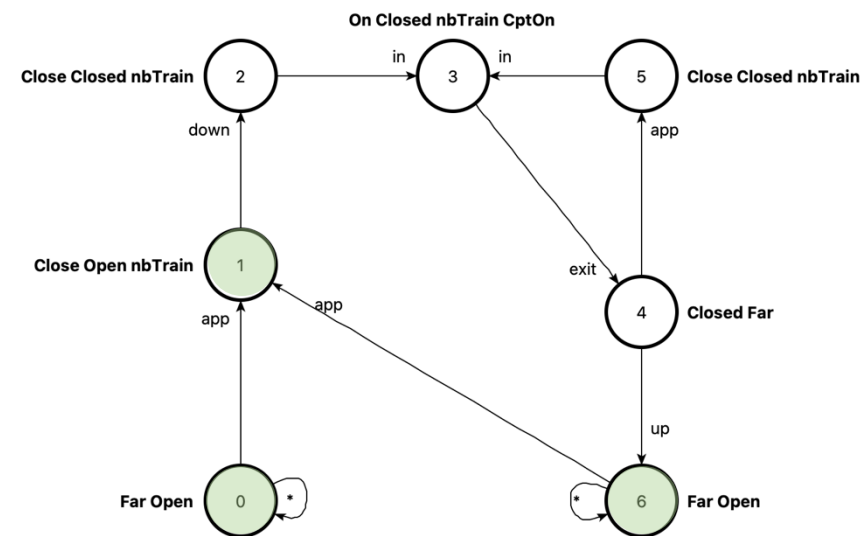 On Closed nbTrain CptOn
in
in
Close Closed nbTrain
2
3
5
Close Closed nbTrain
down
app
Close Open nbTrain
1
exit
app
app
4
Closed Far
up
Far Open
0
*
*
6
Far Open